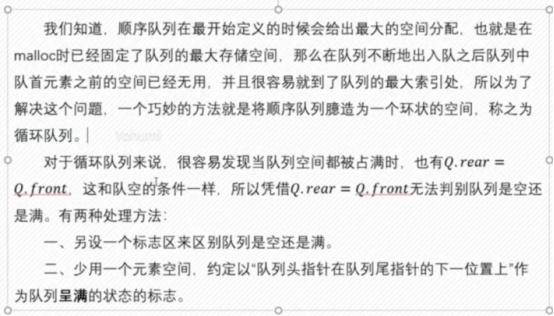 我们知道，顺序队列在最开始定义的时候会给出最大的空间分配，也就是在
malloc时已经固定了队列的最大存储空间，那么在队列不断地出入队之后队列中
队首元素之前的空间已经无用，并且很容易就到了队列的最大索引处，所以为了
解决这个问题，一个巧妙的方法就是将顺序队列臆造为一个环状的空间，称之为
循环队列。
对于循环队列来说，很容易发现当队列空间都被占满时，也有Q.rear =
Q.front，这和队空的条件一样，所以凭借Q.rear = Q.front无法判别队列是空还
是满。有两种处理方法：
一、另设一个标志区来区别队列是空还是满。
二、少用一个元素空间，约定以“队列头指针在队列尾指针的下一位置上”作
为队列呈满的状态的标志。